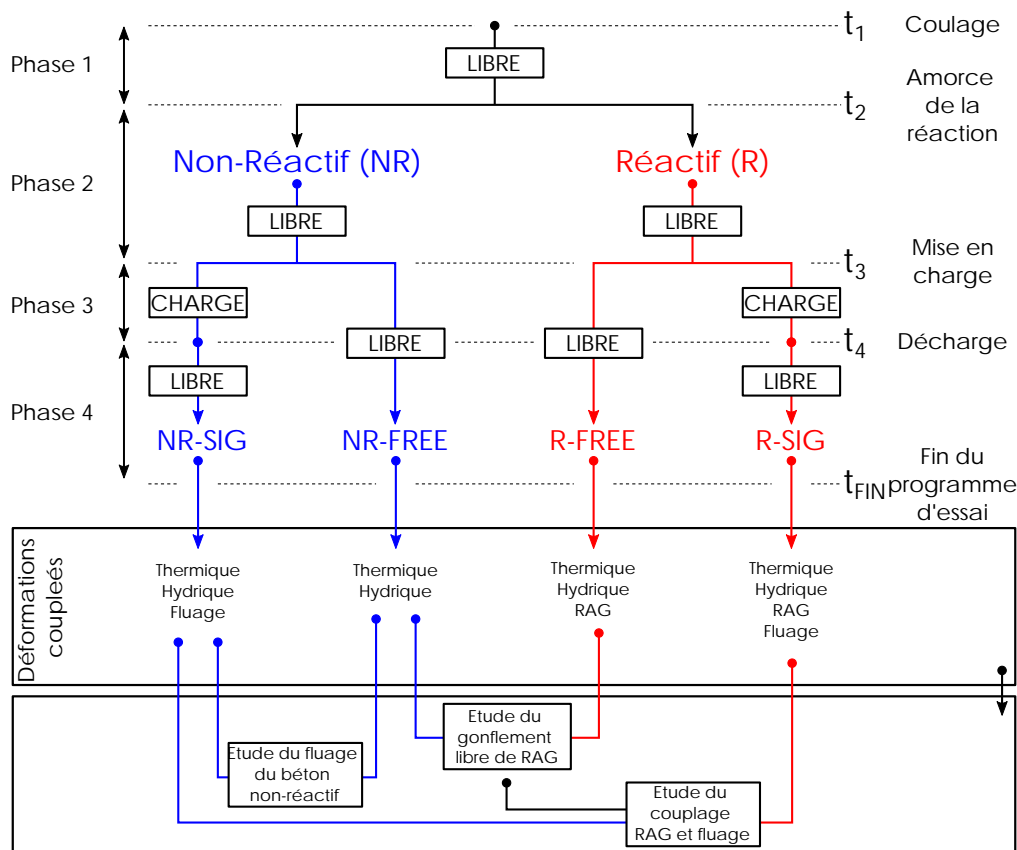 t1 Coulage
Phase 1
LIBRE
t2
Amorce
de la
réaction
Non-Réactif (NR)
Réactif (R)
Phase 2
LIBRE
LIBRE
t3
Mise en
charge
Phase 3
CHARGE
CHARGE
LIBRE
LIBRE
t4
Décharge
LIBRE
LIBRE
Phase 4
NR-SIG
NR-FREE
R-FREE
R-SIG
tFIN
Fin du
programme
d'essai
Déformations
coupleés
Thermique
Hydrique
Fluage
Thermique
Hydrique
Thermique
Hydrique
RAG
Thermique
Hydrique
RAG
Fluage
Etude du
gonflement
libre de RAG
Etude du fluage
du béton
non-réactif
Etude du
couplage
RAG et fluage